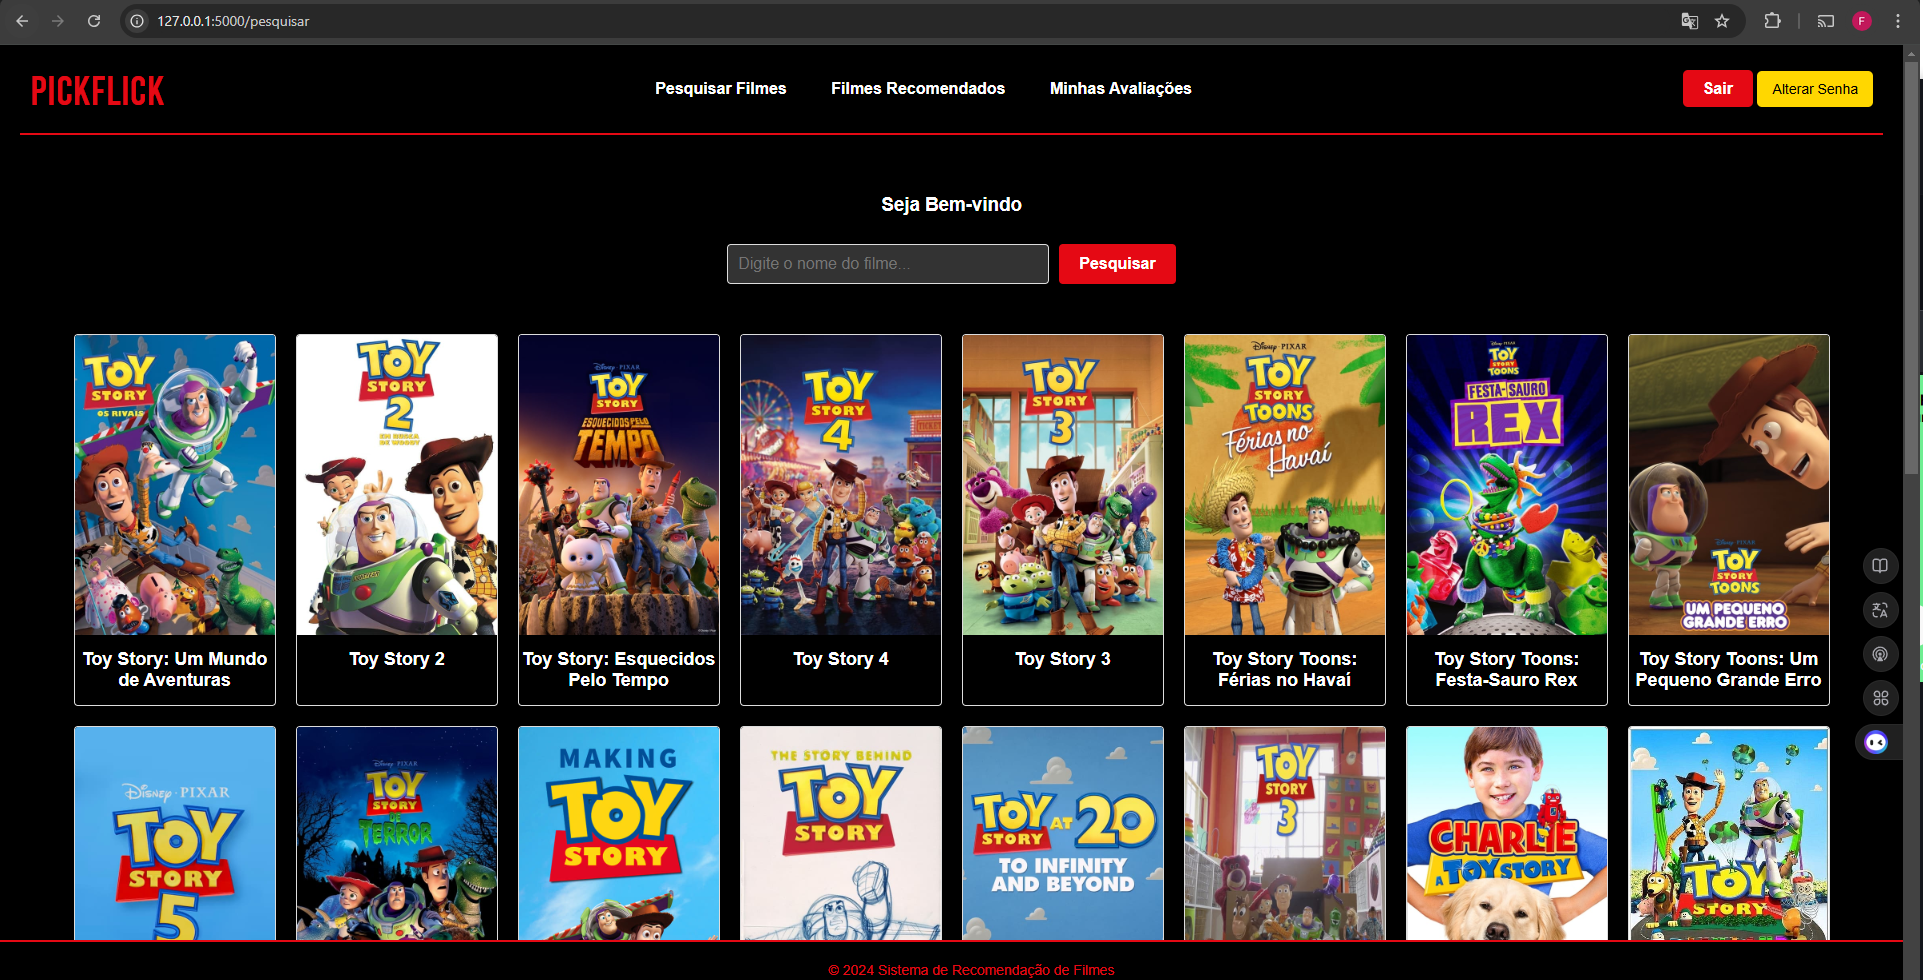 127.0.0.1:5000/pesquisar
F
PICKFLICK
Pesquisar Filmes
Filmes Recomendados
Minhas Avaliações
Sair
Alterar Senha
Seja Bem-vindo
Digite o nome do filme...
Pesquisar
TOY
STORY
OS RIVAIS
TOY
STORY
2
EM BUSCA
DE WOODY
Disney·PIXAR
TOY
STORY
ESQUECIDOS PELO
TEMPO
TOY
STORY
4
TOY
STORY
3
Disney·PIXAR
TOY
STORY
TOONS
Férias no
Havaí
TOY
STORY
TOONS
FESTA-SAURO
REX
Disney·PIXAR
TOY
STORY
TOONS
UM PEQUENO
GRANDE ERRO
Toy Story: Um Mundo
de Aventuras
Toy Story 2
Toy Story: Esquecidos
Pelo Tempo
Toy Story 4
Toy Story 3
Toy Story Toons:
Férias no Havaí
Toy Story Toons:
Festa-Sauro Rex
Toy Story Toons: Um
Pequeno Grande Erro
Disney·PIXAR
TOY
STORY
5
Disney·PIXAR
TOY
STORY
DE
TERROR
MAKING
TOY
STORY
THE STORY BEHIND
TOY
STORY
TOY
STORY
AT 20
TO INFINITY
AND BEYOND
TOY
STORY
3
CHARLIE
A TOY STORY
TOY
STORY
© 2024 Sistema de Recomendação de Filmes